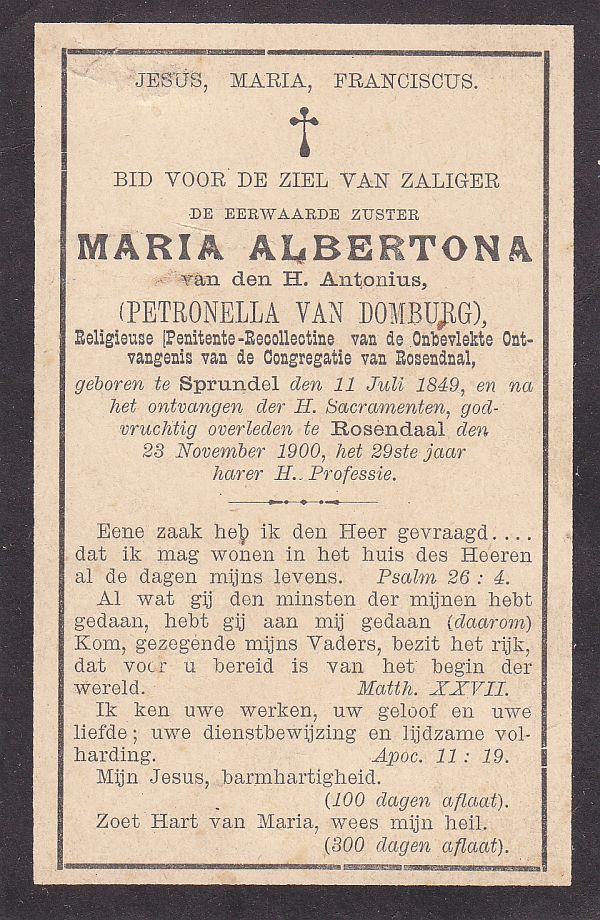 JESUS, MARIA, FRANCISCUS.
BID VOOR DE ZIEL VAN ZALIGER
DE EERWAARDE ZUSTER
MARIA ALBERTONA
van den H. Antonius,
(PETRONELLA VAN DOMBURG),
Religieuse Penitente-Recollectine van de Onbevlekte Ont-
vangenis van de Congregatie van Rosendnal,
geboren te Sprundel den 11 Juli 1849, en na
het ontvangen der H. Sacramenten, god-
vruchtig overleden te Rosendaal den
23 November 1900, het 29ste jaar
harer H. Professie.
Eene zaak heb ik den Heer gevraagd....
dat ik mag wonen in het huis des Heeren
al de dagen mijns levens. Psalm 26 : 4.
Al wat gij den minsten der mijnen hebt
gedaan, hebt gij aan mij gedaan (daarom)
Kom, gezegende mijns Vaders, bezit het rijk,
dat voor u bereid is van het begin der
wereld. Matth. XXVII.
Ik ken uwe werken, uw geloof en uwe
liefde; uwe dienstbewijzing en lijdzame vol-
harding. Apoc. 11 : 19.
Mijn Jesus, barmhartigheid.
(100 dagen aflaat).
Zoet Hart van Maria, wees mijn heil.
(300 dagen aflaat).